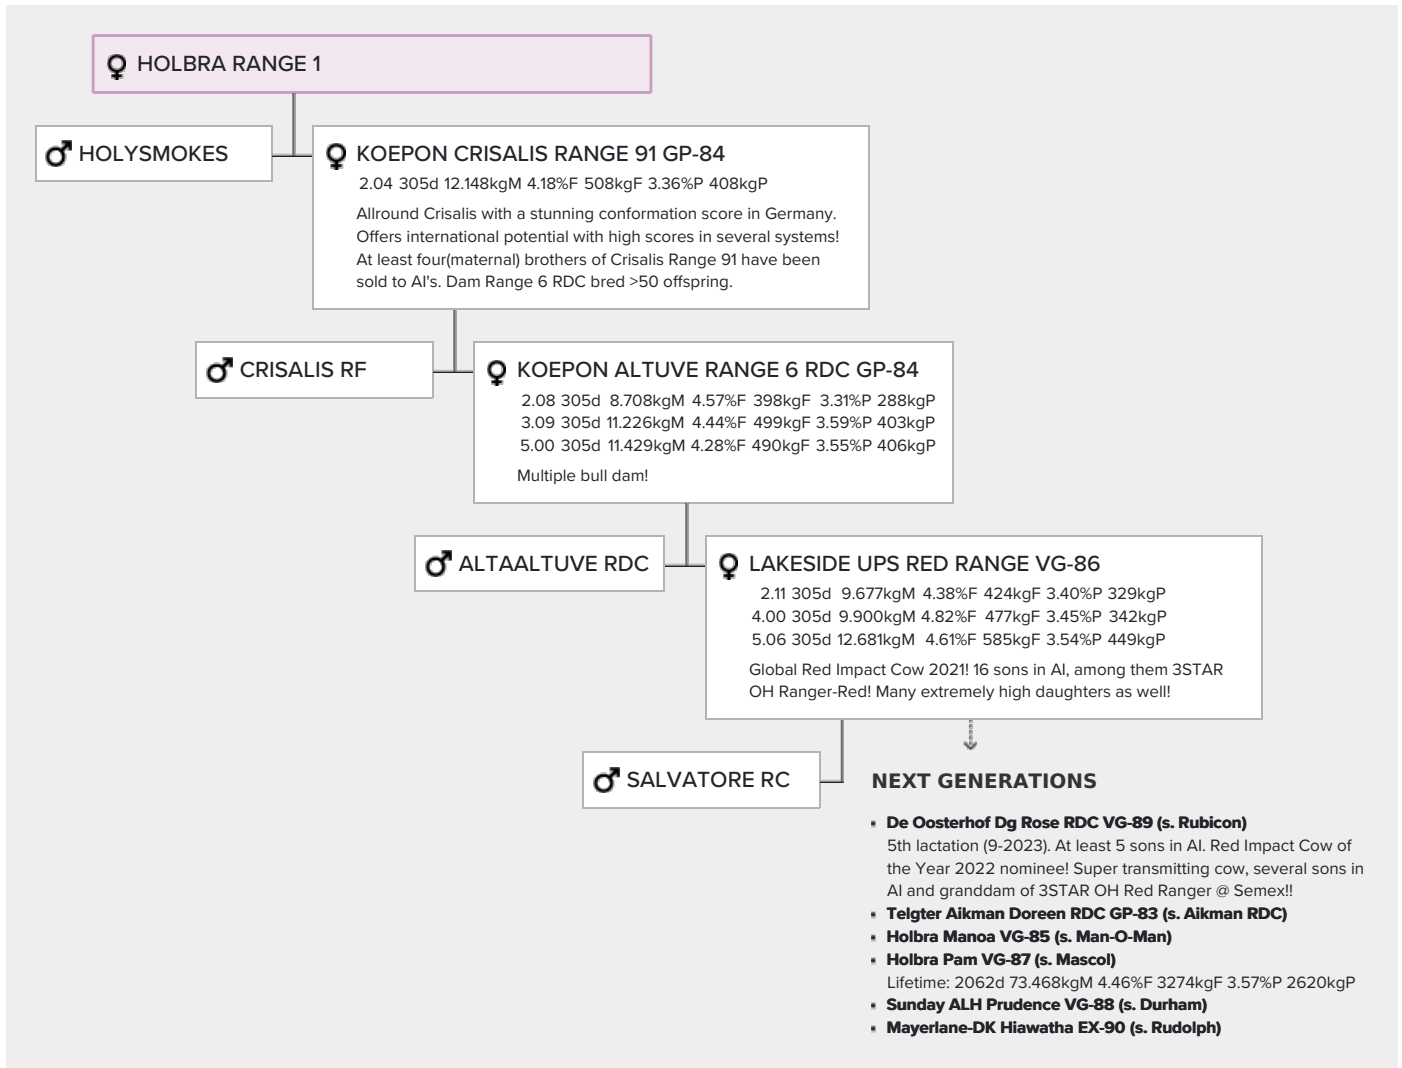 HOLBRA RANGE 1
HOLYSMOKES
KOEPON CRISALIS RANGE 91 GP-84
2.04 305d 12.148kgM 4.18%F 508kgF 3.36%P 408kgP
Allround Crisalis with a stunning conformation score in Germany.
Offers international potential with high scores in several systems!
At least four(maternal) brothers of Crisalis Range 91 have been
sold to AI's. Dam Range 6 RDC bred >50 offspring.
CRISALIS RF
KOEPON ALTUVE RANGE 6 RDC GP-84
2.08 305d 8.708kgM 4.57%F 398kgF 3.31%P 288kgP
3.09 305d 11.226kgM 4.44%F 499kgF 3.59%P 403kgP
5.00 305d 11.429kgM 4.28%F 490kgF 3.55%P 406kgP
Multiple bull dam!
ALTAALTUVE RDC
LAKESIDE UPS RED RANGE VG-86
2.11 305d 9.677kgM 4.38%F 424kgF 3.40%P 329kgP
4.00 305d 9.900kgM 4.82%F 477kgF 3.45%P 342kgP
5.06 305d 12.681kgM 4.61%F 585kgF 3.54%P 449kgP
Global Red Impact Cow 2021! 16 sons in AI, among them 3STAR
OH Ranger-Red! Many extremely high daughters as well!
SALVATORE RC
NEXT GENERATIONS
▪ De Oosterhof Dg Rose RDC VG-89 (s. Rubicon)
5th lactation (9-2023). At least 5 sons in AI. Red Impact Cow of
the Year 2022 nominee! Super transmitting cow, several sons in
AI and granddam of 3STAR OH Red Ranger @ Semex!!
▪ Telgter Aikman Doreen RDC GP-83 (s. Aikman RDC)
▪ Holbra Manoa VG-85 (s. Man-O-Man)
▪ Holbra Pam VG-87 (s. Mascol)
Lifetime: 2062d 73.468kgM 4.46%F 3274kgF 3.57%P 2620kgP
▪ Sunday ALH Prudence VG-88 (s. Durham)
▪ Mayerlane-DK Hiawatha EX-90 (s. Rudolph)